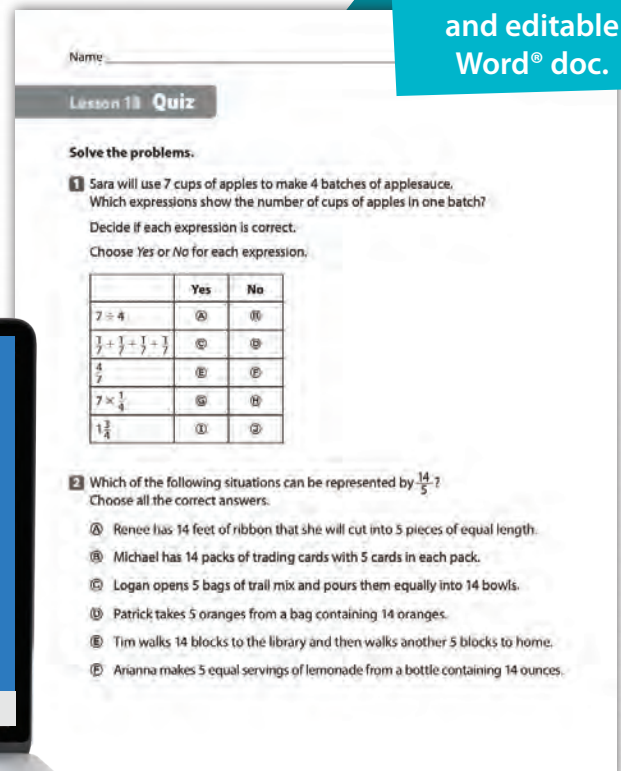 and editable
Word® doc.
Name
Lesson 13 Quiz
Solve the problems.
1 Sara will use 7 cups of apples to make 4 batches of applesauce.
Which expressions show the number of cups of apples in one batch?
Decide if each expression is correct.
Choose Yes or No for each expression.
Yes No
7 ÷ 4 Ⓐ Ⓑ
1/7 + 1/7 + 1/7 + 1/7 Ⓒ Ⓓ
4/7 Ⓔ Ⓕ
7 × 1/4 Ⓖ Ⓗ
1 3/4 Ⓘ Ⓙ
2 Which of the following situations can be represented by 14/5?
Choose all the correct answers.
Ⓐ Renee has 14 feet of ribbon that she will cut into 5 pieces of equal length.
Ⓑ Michael has 14 packs of trading cards with 5 cards in each pack.
Ⓒ Logan opens 5 bags of trail mix and pours them equally into 14 bowls.
Ⓓ Patrick takes 5 oranges from a bag containing 14 oranges.
Ⓔ Tim walks 14 blocks to the library and then walks another 5 blocks to home.
Ⓕ Arianna makes 5 equal servings of lemonade from a bottle containing 14 ounces.